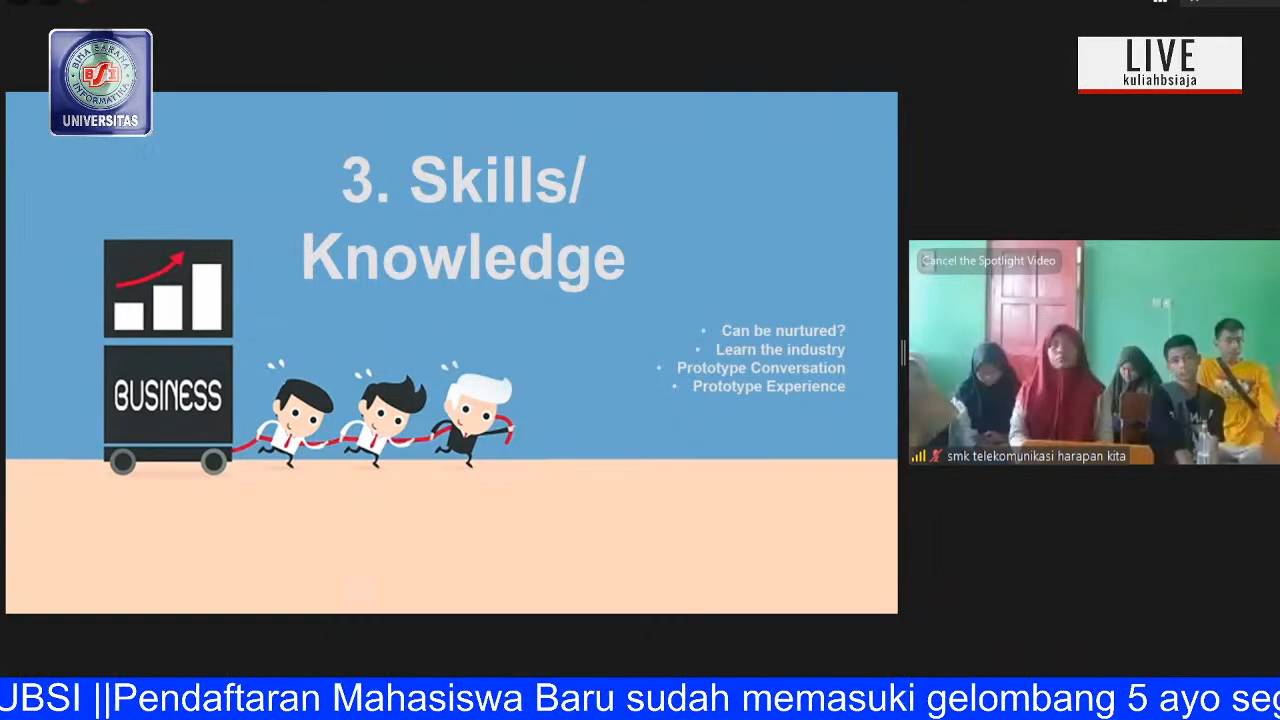 BINA SARANA
BSI
INFORMATIKA
UNIVERSITAS
LIVE
kuliahbsiaja
3. Skills/
Knowledge
BUSINESS
• Can be nurtured?
• Learn the industry
• Prototype Conversation
• Prototype Experience
Cancel the Spotlight Video
smk telekomunikasi harapan kita
UBSI ||Pendaftaran Mahasiswa Baru sudah memasuki gelombang 5 ayo seg